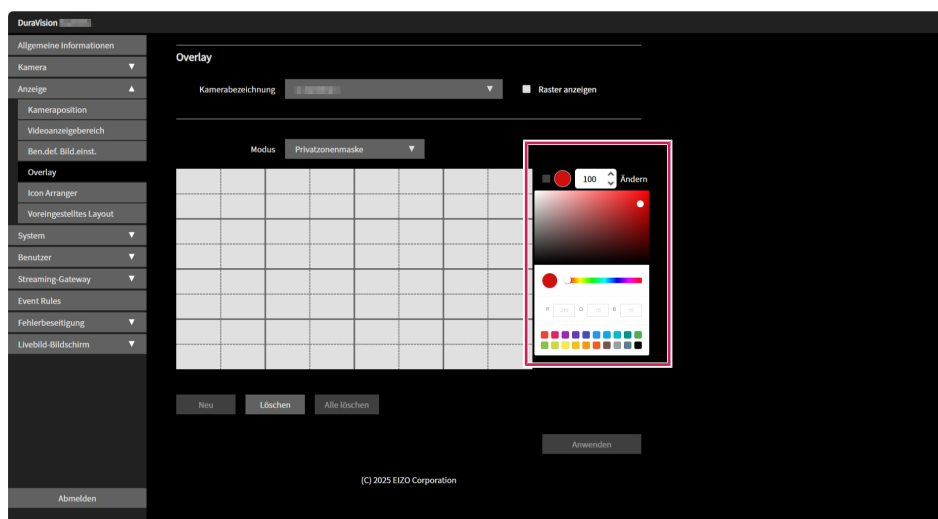 DuraVision
Allgemeine Informationen
Kamera ▼
Anzeige ▲
Kameraposition
Videoanzeigebereich
Ben.def. Bild.einst.
Overlay
Icon Arranger
Voreingestelltes Layout
System ▼
Benutzer ▼
Streaming-Gateway ▼
Event Rules
Fehlerbeseitigung ▼
Livebild-Bildschirm ▼
Abmelden
Overlay
Kamerabezeichnung ▼ Raster anzeigen
Modus Privatzonenmaske ▼
100 Ändern
R G B
Neu Löschen Alle löschen
Anwenden
(C) 2025 EIZO Corporation